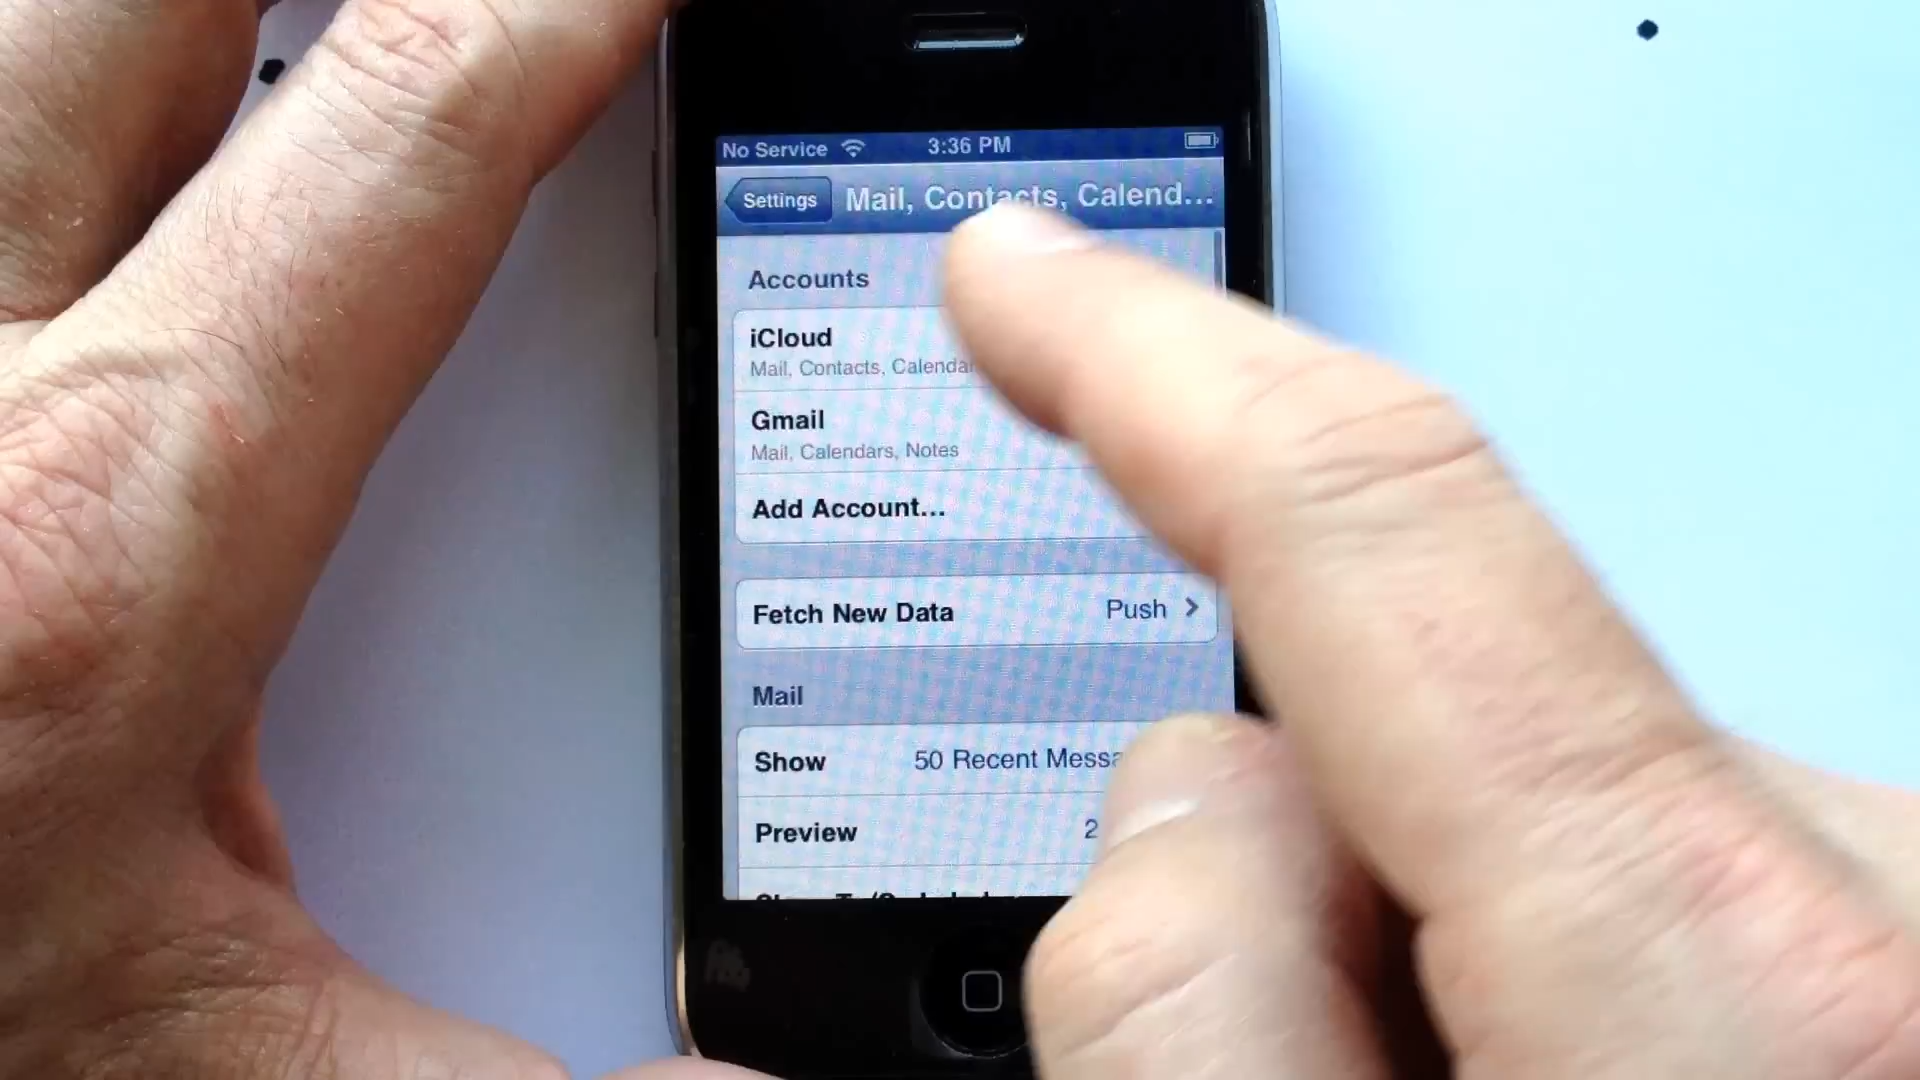 No Service 3:36 PM
Settings Mail, Contacts, Calend...
Accounts
iCloud
Mail, Contacts, Calendar
Gmail
Mail, Calendars, Notes
Add Account...
Fetch New Data Push
Mail
Show 50 Recent Messa
Preview 2